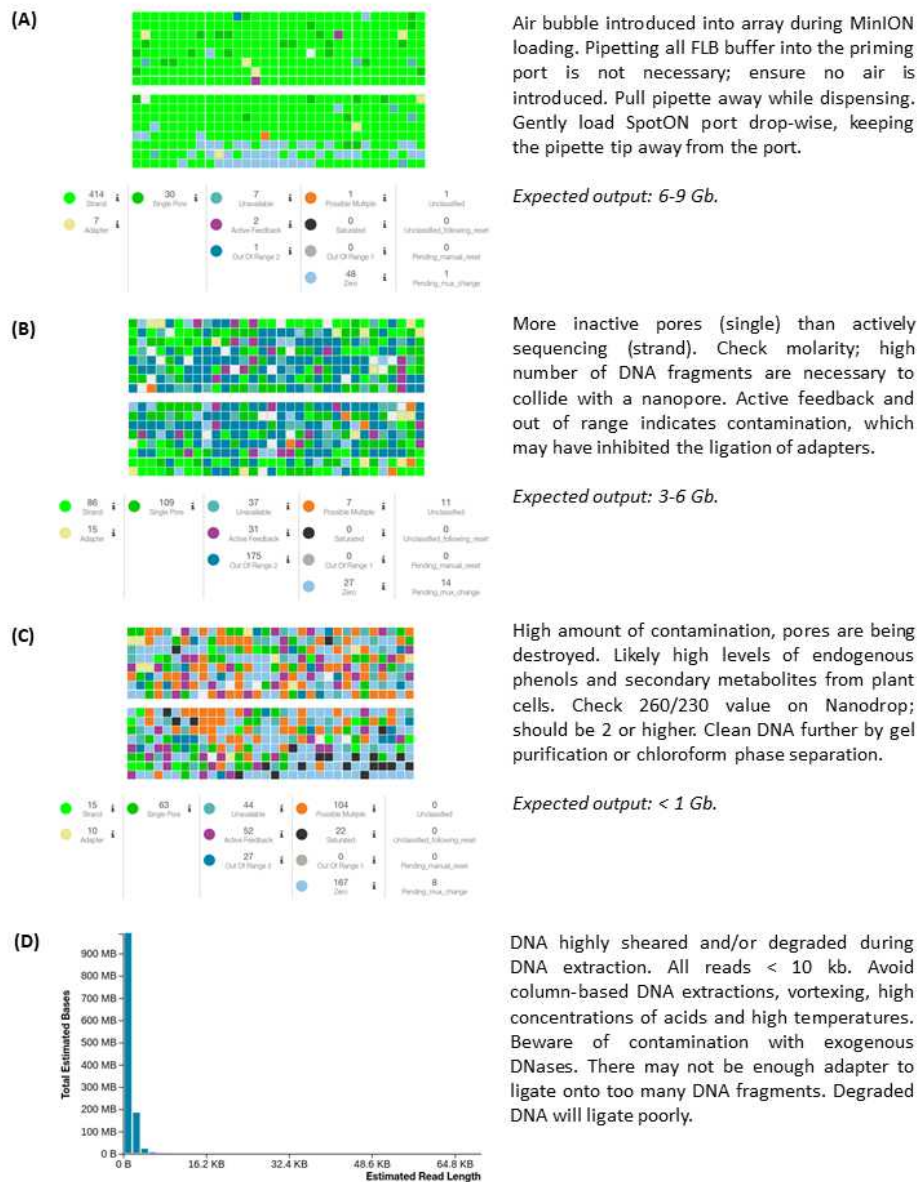 (A)
Air bubble introduced into array during MinION
loading. Pipetting all FLB buffer into the priming
port is not necessary; ensure no air is
introduced. Pull pipette away while dispensing.
Gently load SpotON port drop-wise, keeping
the pipette tip away from the port.
Expected output: 6-9 Gb.
414 Strand
30 Single Pore
7 Unavailable
1 Possible Multiple
1 Unclassified
7 Adapter
2 Active Feedback
0 Saturated
0 Unclassified_following_reset
1 Out Of Range 2
0 Out Of Range 1
0 Pending_manual_reset
48 Zero
1 Pending_mux_change
(B)
More inactive pores (single) than actively
sequencing (strand). Check molarity; high
number of DNA fragments are necessary to
collide with a nanopore. Active feedback and
out of range indicates contamination, which
may have inhibited the ligation of adapters.
Expected output: 3-6 Gb.
86 Strand
109 Single Pore
37 Unavailable
7 Possible Multiple
11 Unclassified
15 Adapter
31 Active Feedback
0 Saturated
0 Unclassified_following_reset
175 Out Of Range 2
0 Out Of Range 1
0 Pending_manual_reset
27 Zero
14 Pending_mux_change
(C)
High amount of contamination, pores are being
destroyed. Likely high levels of endogenous
phenols and secondary metabolites from plant
cells. Check 260/230 value on Nanodrop;
should be 2 or higher. Clean DNA further by gel
purification or chloroform phase separation.
Expected output: < 1 Gb.
15 Strand
63 Single Pore
44 Unavailable
104 Possible Multiple
0 Unclassified
10 Adapter
52 Active Feedback
22 Saturated
0 Unclassified_following_reset
27 Out Of Range 2
0 Out Of Range 1
0 Pending_manual_reset
167 Zero
8 Pending_mux_change
(D)
DNA highly sheared and/or degraded during
DNA extraction. All reads < 10 kb. Avoid
column-based DNA extractions, vortexing, high
concentrations of acids and high temperatures.
Beware of contamination with exogenous
DNases. There may not be enough adapter to
ligate onto too many DNA fragments. Degraded
DNA will ligate poorly.
Total Estimated Bases
900 MB
800 MB
700 MB
600 MB
500 MB
400 MB
300 MB
200 MB
100 MB
0 B
0 B 16.2 KB 32.4 KB 48.6 KB 64.8 KB
Estimated Read Length